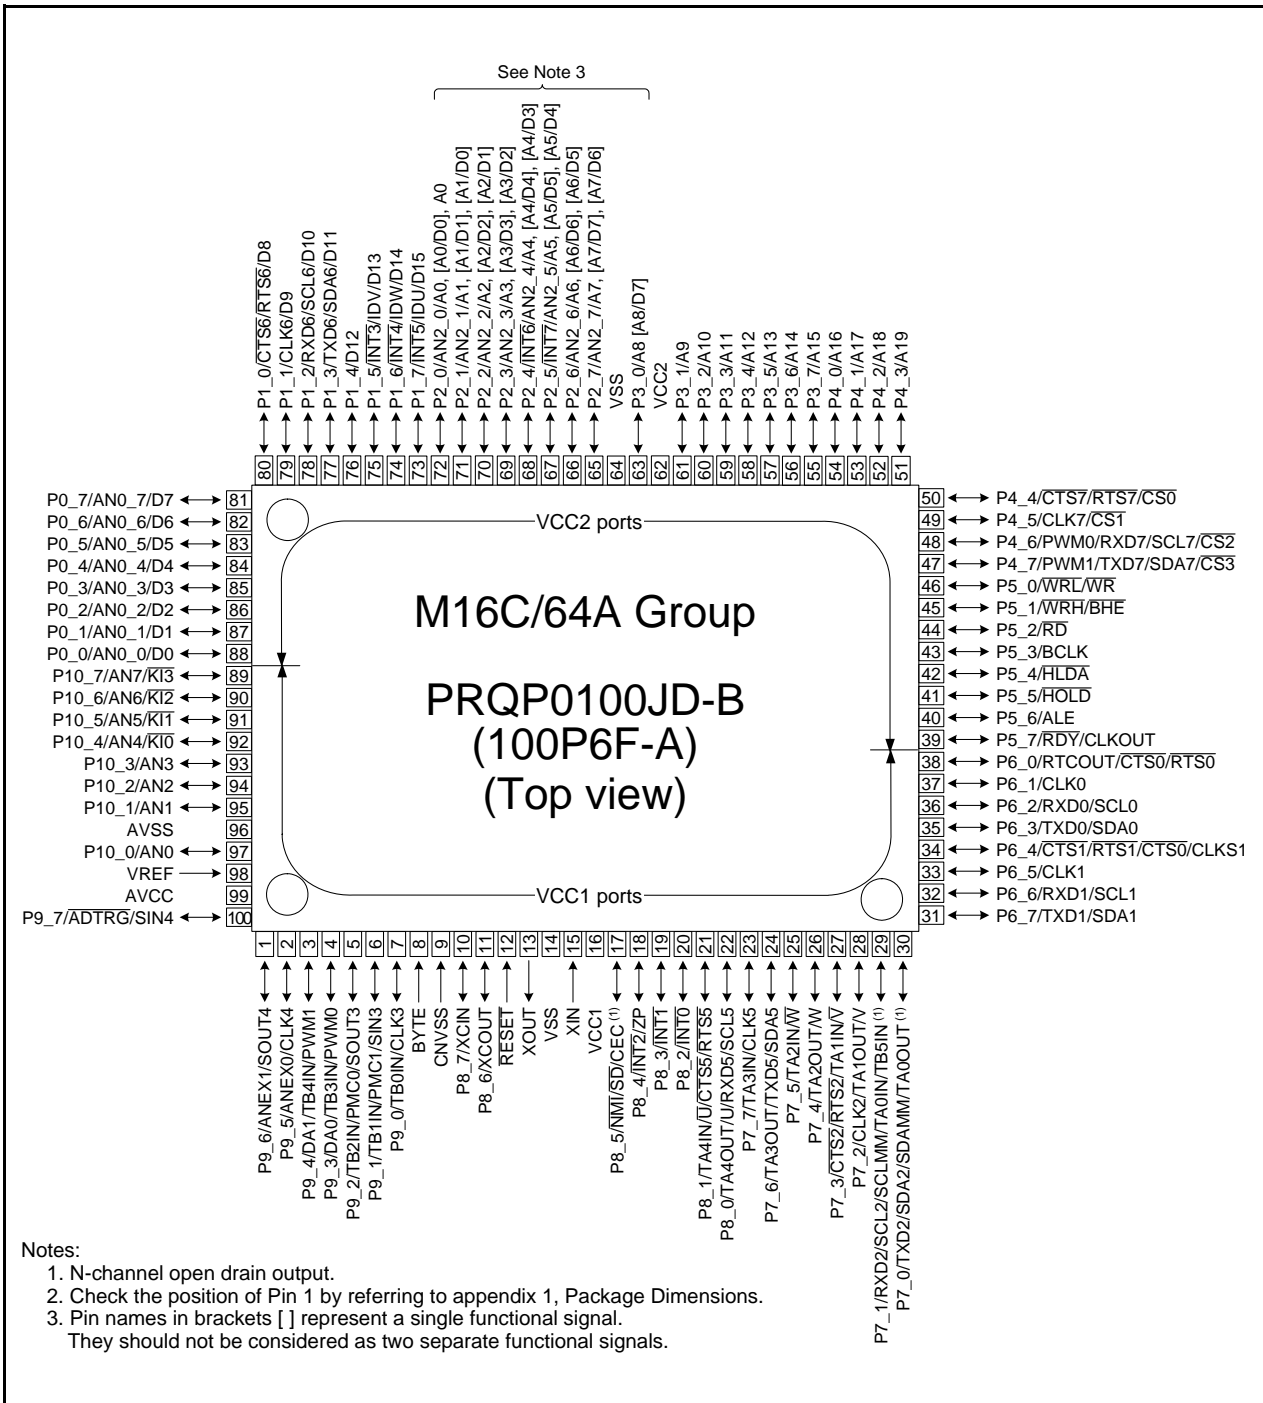 See Note 3
P1_0/CTS6/RTS6/D8
P1_1/CLK6/D9
P1_2/RXD6/SCL6/D10
P1_3/TXD6/SDA6/D11
P1_4/D12
P1_5/INT3/IDV/D13
P1_6/INT4/IDW/D14
P1_7/INT5/IDU/D15
P2_0/AN2_0/A0, [A0/D0], A0
P2_1/AN2_1/A1, [A1/D1], [A1/D0]
P2_2/AN2_2/A2, [A2/D2], [A2/D1]
P2_3/AN2_3/A3, [A3/D3], [A3/D2]
P2_4/INT6/AN2_4/A4, [A4/D4], [A4/D3]
P2_5/INT7/AN2_5/A5, [A5/D5], [A5/D4]
P2_6/AN2_6/A6, [A6/D6], [A6/D5]
P2_7/AN2_7/A7, [A7/D7], [A7/D6]
VSS
P3_0/A8 [A8/D7]
VCC2
P3_1/A9
P3_2/A10
P3_3/A11
P3_4/A12
P3_5/A13
P3_6/A14
P3_7/A15
P4_0/A16
P4_1/A17
P4_2/A18
P4_3/A19
80 79 78 77 76 75 74 73 72 71 70 69 68 67 66 65 64 63 62 61 60 59 58 57 56 55 54 53 52 51
P0_7/AN0_7/D7 81
P0_6/AN0_6/D6 82
P0_5/AN0_5/D5 83
P0_4/AN0_4/D4 84
P0_3/AN0_3/D3 85
P0_2/AN0_2/D2 86
P0_1/AN0_1/D1 87
P0_0/AN0_0/D0 88
P10_7/AN7/KI3 89
P10_6/AN6/KI2 90
P10_5/AN5/KI1 91
P10_4/AN4/KI0 92
P10_3/AN3 93
P10_2/AN2 94
P10_1/AN1 95
AVSS 96
P10_0/AN0 97
VREF 98
AVCC 99
P9_7/ADTRG/SIN4 100
VCC2 ports
M16C/64A Group
PRQP0100JD-B
(100P6F-A)
(Top view)
VCC1 ports
50 P4_4/CTS7/RTS7/CS0
49 P4_5/CLK7/CS1
48 P4_6/PWM0/RXD7/SCL7/CS2
47 P4_7/PWM1/TXD7/SDA7/CS3
46 P5_0/WRL/WR
45 P5_1/WRH/BHE
44 P5_2/RD
43 P5_3/BCLK
42 P5_4/HLDA
41 P5_5/HOLD
40 P5_6/ALE
39 P5_7/RDY/CLKOUT
38 P6_0/RTCOUT/CTS0/RTS0
37 P6_1/CLK0
36 P6_2/RXD0/SCL0
35 P6_3/TXD0/SDA0
34 P6_4/CTS1/RTS1/CTS0/CLKS1
33 P6_5/CLK1
32 P6_6/RXD1/SCL1
31 P6_7/TXD1/SDA1
1 2 3 4 5 6 7 8 9 10 11 12 13 14 15 16 17 18 19 20 21 22 23 24 25 26 27 28 29 30
P9_6/ANEX1/SOUT4
P9_5/ANEX0/CLK4
P9_4/DA1/TB4IN/PWM1
P9_3/DA0/TB3IN/PWM0
P9_2/TB2IN/PMC0/SOUT3
P9_1/TB1IN/PMC1/SIN3
P9_0/TB0IN/CLK3
BYTE
CNVSS
P8_7/XCIN
P8_6/XCOUT
RESET
XOUT
VSS
XIN
VCC1
P8_5/NMI/SD/CEC (1)
P8_4/INT2/ZP
P8_3/INT1
P8_2/INT0
P8_1/TA4IN/U/CTS5/RTS5
P8_0/TA4OUT/U/RXD5/SCL5
P7_7/TA3IN/CLK5
P7_6/TA3OUT/TXD5/SDA5
P7_5/TA2IN/W
P7_4/TA2OUT/W
P7_3/CTS2/RTS2/TA1IN/V
P7_2/CLK2/TA1OUT/V
P7_1/RXD2/SCL2/SCLMM/TA0IN/TB5IN (1)
P7_0/TXD2/SDA2/SDAMM/TA0OUT (1)
Notes:
1. N-channel open drain output.
2. Check the position of Pin 1 by referring to appendix 1, Package Dimensions.
3. Pin names in brackets [ ] represent a single functional signal.
They should not be considered as two separate functional signals.